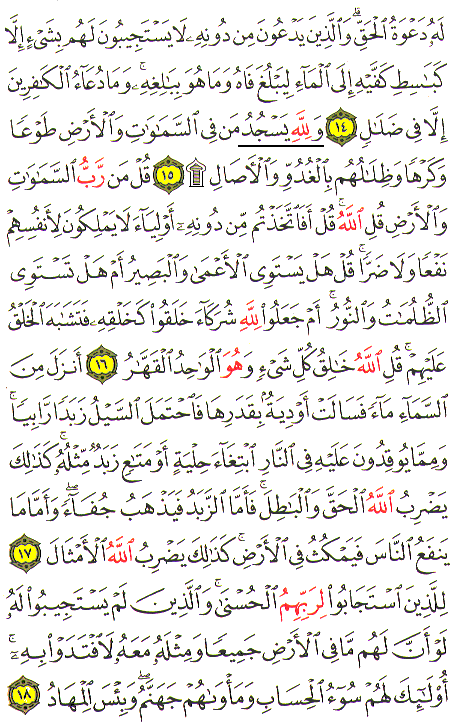 لَهُۥ دَعْوَةُ ٱلْحَقِّ ۖ وَٱلَّذِينَ يَدْعُونَ مِن دُونِهِۦ لَا يَسْتَجِيبُونَ لَهُم بِشَىْءٍ إِلَّا
كَبَـٰسِطِ كَفَّيْهِ إِلَى ٱلْمَآءِ لِيَبْلُغَ فَاهُ وَمَا هُوَ بِبَـٰلِغِهِۦ ۚ وَمَا دُعَآءُ ٱلْكَـٰفِرِينَ
إِلَّا فِى ضَلَـٰلٍ ١٤ وَلِلَّهِ يَسْجُدُ مَن فِى ٱلسَّمَـٰوَٰتِ وَٱلْأَرْضِ طَوْعًا
وَكَرْهًا وَظِلَـٰلُهُم بِٱلْغُدُوِّ وَٱلْـَٔاصَالِ ۩ ١٥ قُلْ مَن رَّبُّ ٱلسَّمَـٰوَٰتِ
وَٱلْأَرْضِ قُلِ ٱللَّهُ ۚ قُلْ أَفَٱتَّخَذْتُم مِّن دُونِهِۦٓ أَوْلِيَآءَ لَا يَمْلِكُونَ لِأَنفُسِهِمْ
نَفْعًا وَلَا ضَرًّا ۚ قُلْ هَلْ يَسْتَوِى ٱلْأَعْمَىٰ وَٱلْبَصِيرُ أَمْ هَلْ تَسْتَوِى
ٱلظُّلُمَـٰتُ وَٱلنُّورُ ۗ أَمْ جَعَلُوا۟ لِلَّهِ شُرَكَآءَ خَلَقُوا۟ كَخَلْقِهِۦ فَتَشَـٰبَهَ ٱلْخَلْقُ
عَلَيْهِمْ ۚ قُلِ ٱللَّهُ خَـٰلِقُ كُلِّ شَىْءٍ وَهُوَ ٱلْوَٰحِدُ ٱلْقَهَّـٰرُ ١٦ أَنزَلَ مِنَ
ٱلسَّمَآءِ مَآءً فَسَالَتْ أَوْدِيَةٌۢ بِقَدَرِهَا فَٱحْتَمَلَ ٱلسَّيْلُ زَبَدًا رَّابِيًا ۚ
وَمِمَّا يُوقِدُونَ عَلَيْهِ فِى ٱلنَّارِ ٱبْتِغَآءَ حِلْيَةٍ أَوْ مَتَـٰعٍ زَبَدٌ مِّثْلُهُۥ ۚ كَذَٰلِكَ
يَضْرِبُ ٱللَّهُ ٱلْحَقَّ وَٱلْبَـٰطِلَ ۚ فَأَمَّا ٱلزَّبَدُ فَيَذْهَبُ جُفَآءً ۖ وَأَمَّا مَا
يَنفَعُ ٱلنَّاسَ فَيَمْكُثُ فِى ٱلْأَرْضِ ۚ كَذَٰلِكَ يَضْرِبُ ٱللَّهُ ٱلْأَمْثَالَ ١٧
لِلَّذِينَ ٱسْتَجَابُوا۟ لِرَبِّهِمُ ٱلْحُسْنَىٰ ۚ وَٱلَّذِينَ لَمْ يَسْتَجِيبُوا۟ لَهُۥ
لَوْ أَنَّ لَهُم مَّا فِى ٱلْأَرْضِ جَمِيعًا وَمِثْلَهُۥ مَعَهُۥ لَٱفْتَدَوْا۟ بِهِۦٓ ۚ
أُو۟لَـٰٓئِكَ لَهُمْ سُوٓءُ ٱلْحِسَابِ وَمَأْوَىٰهُمْ جَهَنَّمُ ۖ وَبِئْسَ ٱلْمِهَادُ ١٨